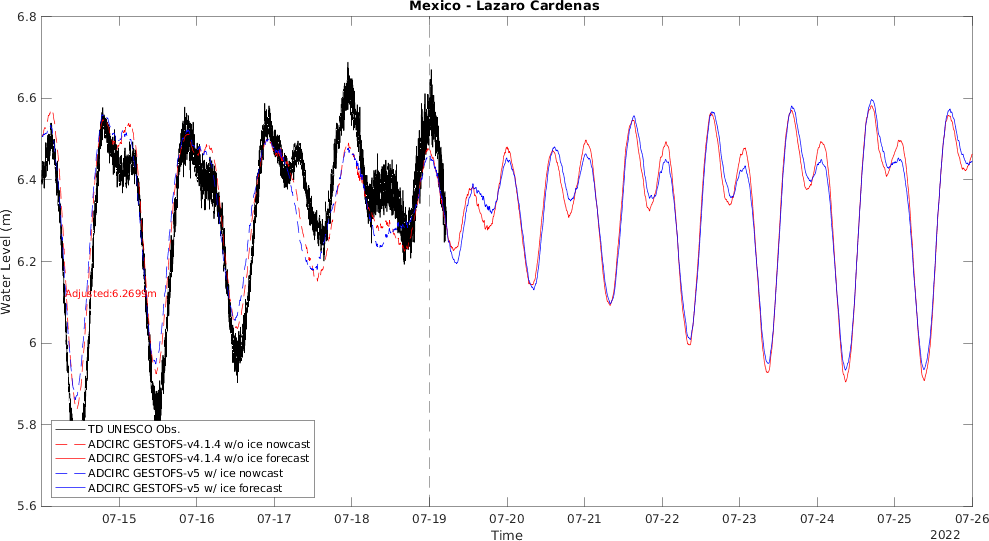 Mexico - Lazaro Cardenas
6.8
6.6
6.4
6.2
6
5.8
5.6
Water Level (m)
Adjusted:6.2699m
TD UNESCO Obs.
ADCIRC GESTOFS-v4.1.4 w/o ice nowcast
ADCIRC GESTOFS-v4.1.4 w/o ice forecast
ADCIRC GESTOFS-v5 w/ ice nowcast
ADCIRC GESTOFS-v5 w/ ice forecast
07-15 07-16 07-17 07-18 07-19 07-20 07-21 07-22 07-23 07-24 07-25 07-26
Time
2022